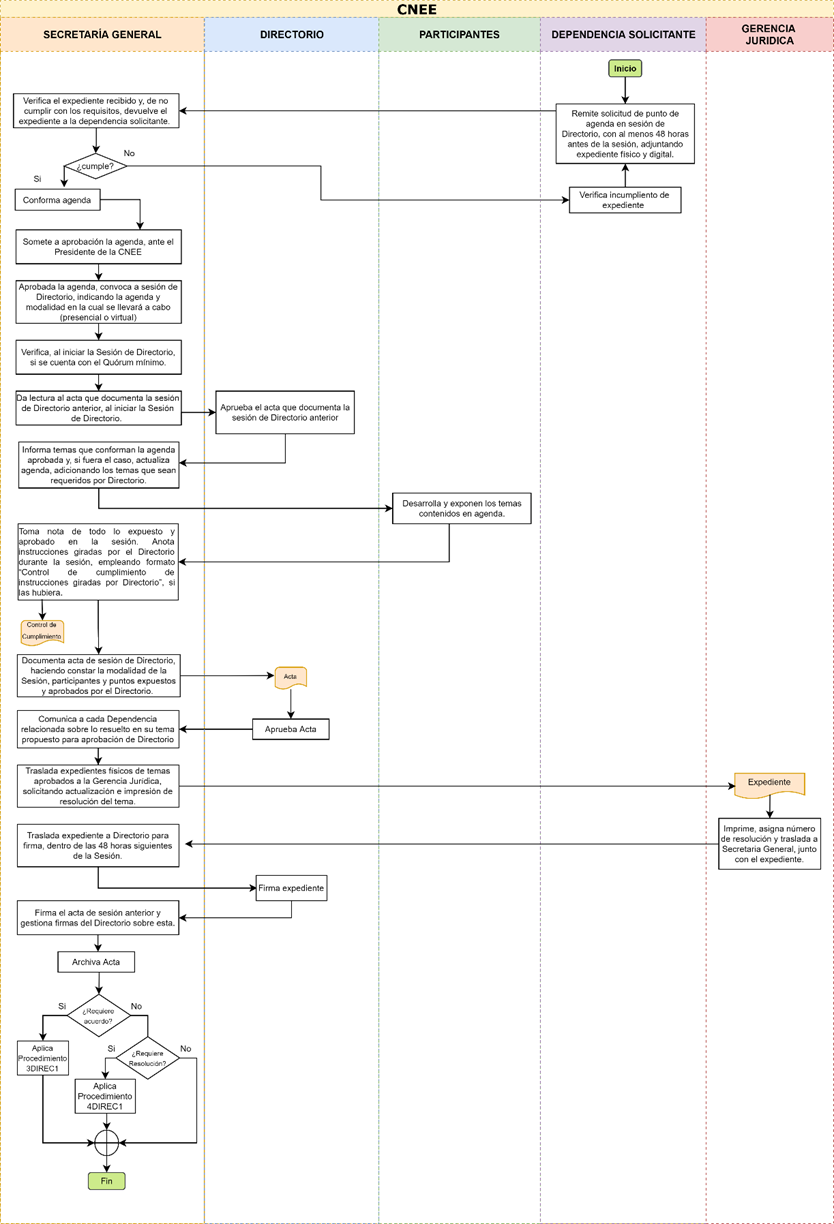 CNEE
SECRETARÍA GENERAL
DIRECTORIO
PARTICIPANTES
DEPENDENCIA SOLICITANTE
GERENCIA
JURIDICA
Inicio
Remite solicitud de punto de
agenda en sesión de
Directorio, con al menos 48 horas
antes de la sesión, adjuntando
expediente físico y digital.
Verifica el expediente recibido y, de no
cumplir con los requisitos, devuelve el
expediente a la dependencia solicitante.
¿cumple?
No
Si
Verifica incumpliento de
expediente
Conforma agenda
Somete a aprobación la agenda, ante el
Presidente de la CNEE
Aprobada la agenda, convoca a sesión de
Directorio, indicando la agenda y
modalidad en la cual se llevará a cabo
(presencial o virtual)
Verifica, al iniciar la Sesión de Directorio,
si se cuenta con el Quórum mínimo.
Da lectura al acta que documenta la sesión
de Directorio anterior, al iniciar la Sesión
de Directorio.
Aprueba el acta que documenta la
sesión de Directorio anterior
Informa temas que conforman la agenda
aprobada y, si fuera el caso, actualiza
agenda, adicionando los temas que sean
requeridos por Directorio.
Desarrolla y exponen los temas
contenidos en agenda.
Toma nota de todo lo expuesto y
aprobado en la sesión. Anota
instrucciones giradas por el Directorio
durante la sesión, empleando formato
“Control de cumplimiento de
instrucciones giradas por Directorio”, si
las hubiera.
Control de
Cumplimiento
Documenta acta de sesión de Directorio,
haciendo constar la modalidad de la
Sesión, participantes y puntos expuestos
y aprobados por el Directorio.
Acta
Aprueba Acta
Comunica a cada Dependencia
relacionada sobre lo resuelto en su tema
propuesto para aprobación de Directorio
Traslada expedientes físicos de temas
aprobados a la Gerencia Jurídica,
solicitando actualización e impresión de
resolución del tema.
Expediente
Imprime, asigna número
de resolución y traslada a
Secretaria General, junto
con el expediente.
Traslada expediente a Directorio para
firma, dentro de las 48 horas siguientes
de la Sesión.
Firma expediente
Firma el acta de sesión anterior y
gestiona firmas del Directorio sobre esta.
Archiva Acta
Si
¿Requiere
acuerdo?
No
Aplica
Procedimiento
3DIREC1
Si
¿Requiere
Resolución?
No
Aplica
Procedimiento
4DIREC1
Fin